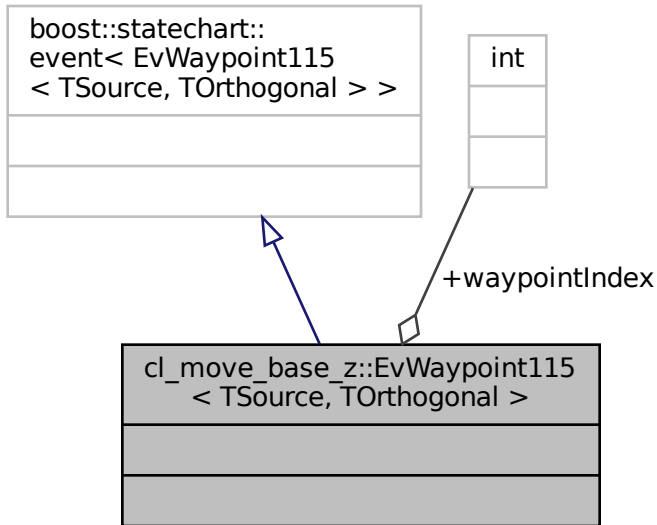 boost::statechart::
event< EvWaypoint115
< TSource, TOrthogonal > >
int
+waypointIndex
cl_move_base_z::EvWaypoint115
< TSource, TOrthogonal >